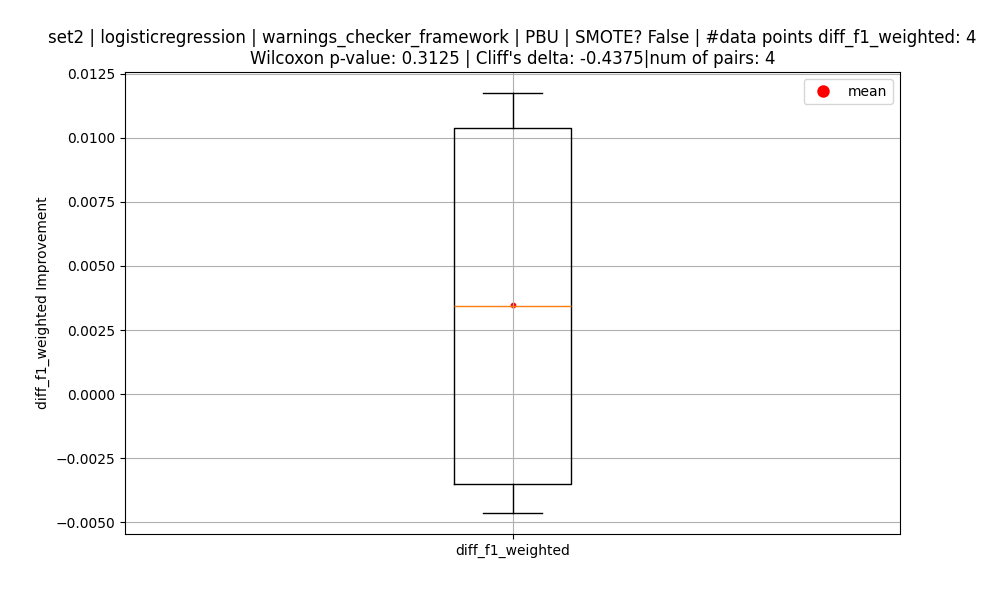 set2 | logisticregression | warnings_checker_framework | PBU | SMOTE? False | #data points diff_f1_weighted: 4
Wilcoxon p-value: 0.3125 | Cliff's delta: -0.4375|num of pairs: 4
mean
0.0125
0.0100
0.0075
0.0050
0.0025
0.0000
−0.0025
−0.0050
diff_f1_weighted Improvement
diff_f1_weighted